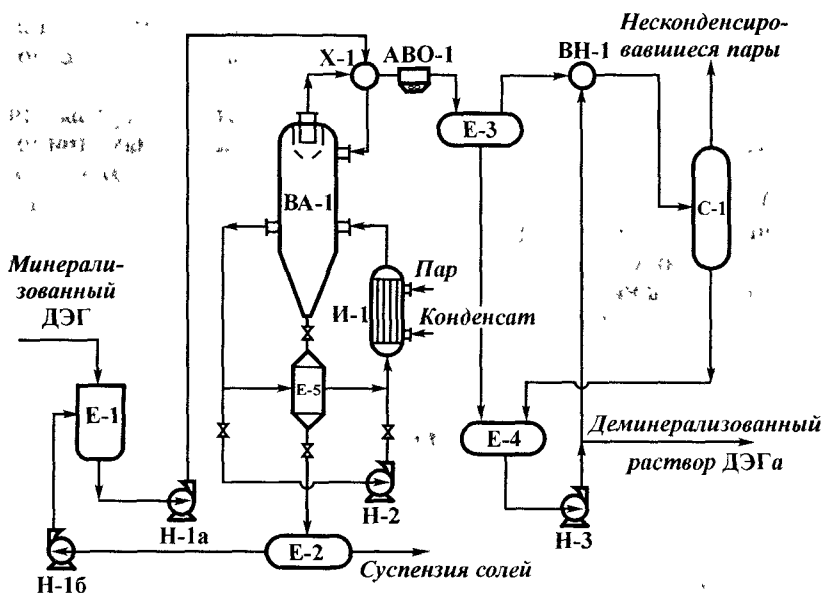 Несконденсиро-
вавшиеся пары
Х-1
АВО-1
ВН-1
Е-3
ВА-1
С-1
Минерали-
зованный
ДЭГ
Пар
И-1
Конденсат
Е-5
Е-1
Е-4
Деминерализованный
раствор ДЭГа
Н-1а
Н-2
Н-3
Е-2
Суспензия солей
Н-1б